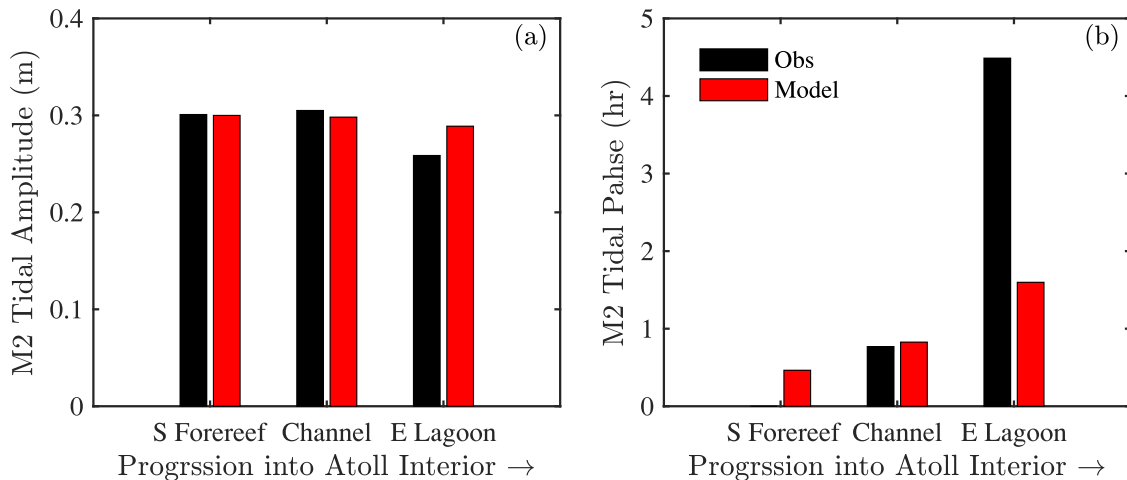 M2 Tidal Amplitude (m)
0.4
0.3
0.2
0.1
0
(a)
S Forereef Channel E Lagoon
Progrssion into Atoll Interior →
M2 Tidal Pahse (hr)
5
4
3
2
1
0
(b)
Obs
Model
S Forereef Channel E Lagoon
Progrssion into Atoll Interior →